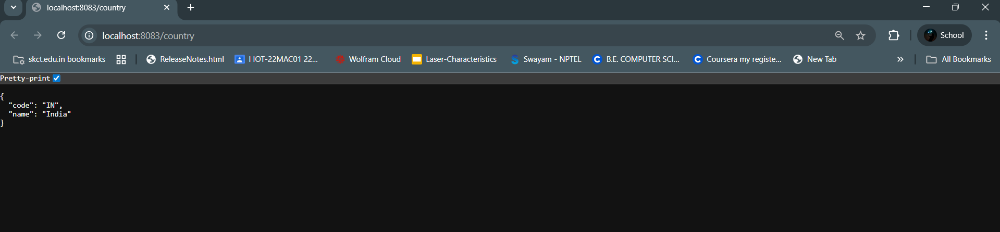 localhost:8083/country
localhost:8083/country
School
skct.edu.in bookmarks
ReleaseNotes.html
I IOT-22MAC01 22...
Wolfram Cloud
Laser-Characteristics
Swayam - NPTEL
B.E. COMPUTER SCI...
Coursera my registe...
New Tab
All Bookmarks
Pretty-print
{
"code": "IN",
"name": "India"
}